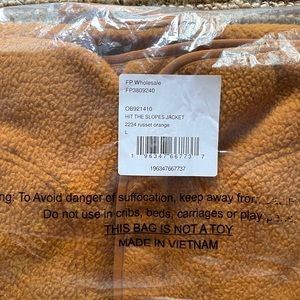 FP Wholesale
FP3809240
OB921410
HIT THE SLOPES JACKET
2234 russet orange
L
1 96347 66773 7
196347667737
ng: To Avoid danger of suffocation, keep away from
Do not use in cribs, beds, carriages or play
THIS BAG IS NOT A TOY
MADE IN VIETNAM